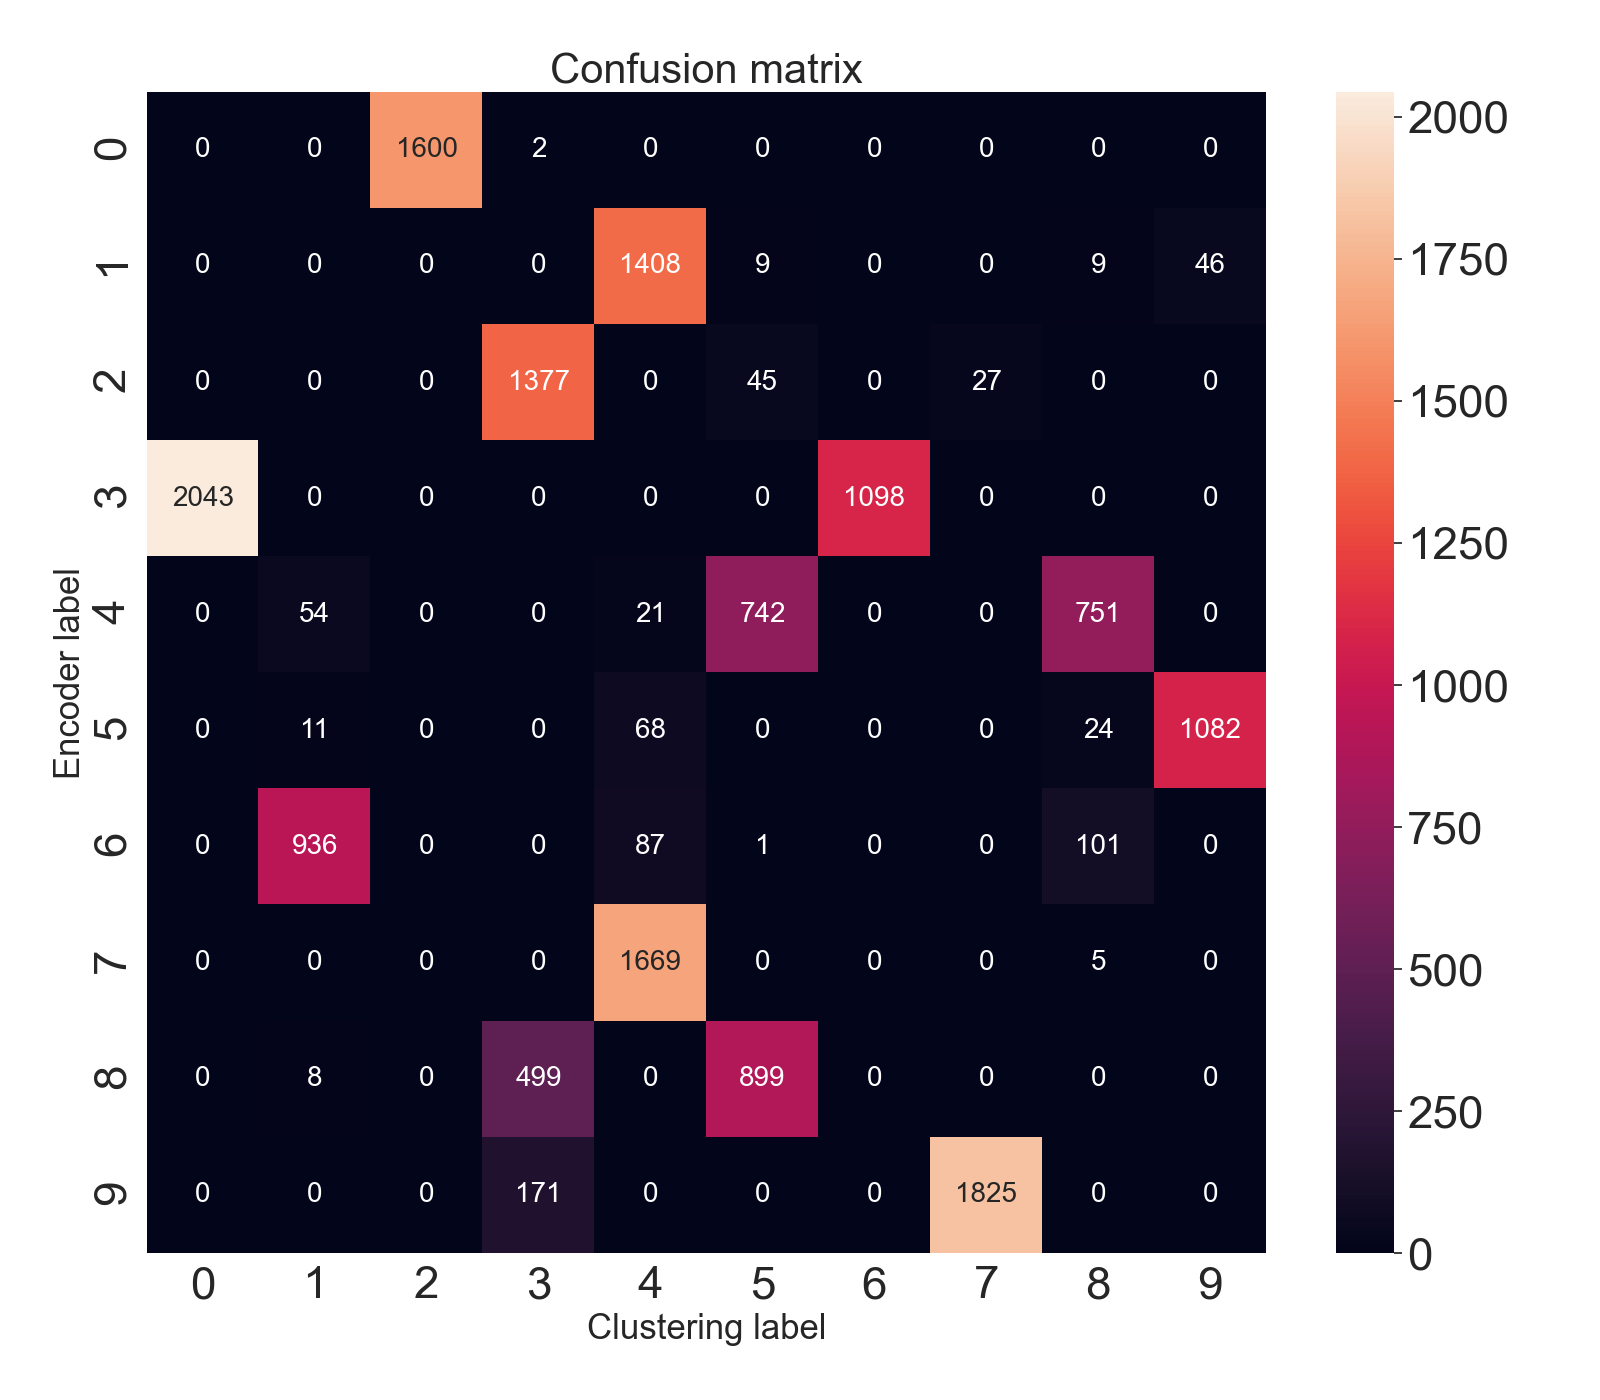 Confusion matrix
0 0 0 1600 2 0 0 0 0 0 0
1 0 0 0 0 1408 9 0 0 9 46
2 0 0 0 1377 0 45 0 27 0 0
3 2043 0 0 0 0 0 1098 0 0 0
4 0 54 0 0 21 742 0 0 751 0
5 0 11 0 0 68 0 0 0 24 1082
6 0 936 0 0 87 1 0 0 101 0
7 0 0 0 0 1669 0 0 0 5 0
8 0 8 0 499 0 899 0 0 0 0
9 0 0 0 171 0 0 0 1825 0 0
0 1 2 3 4 5 6 7 8 9
Clustering label
Encoder label
2000
1750
1500
1250
1000
750
500
250
0